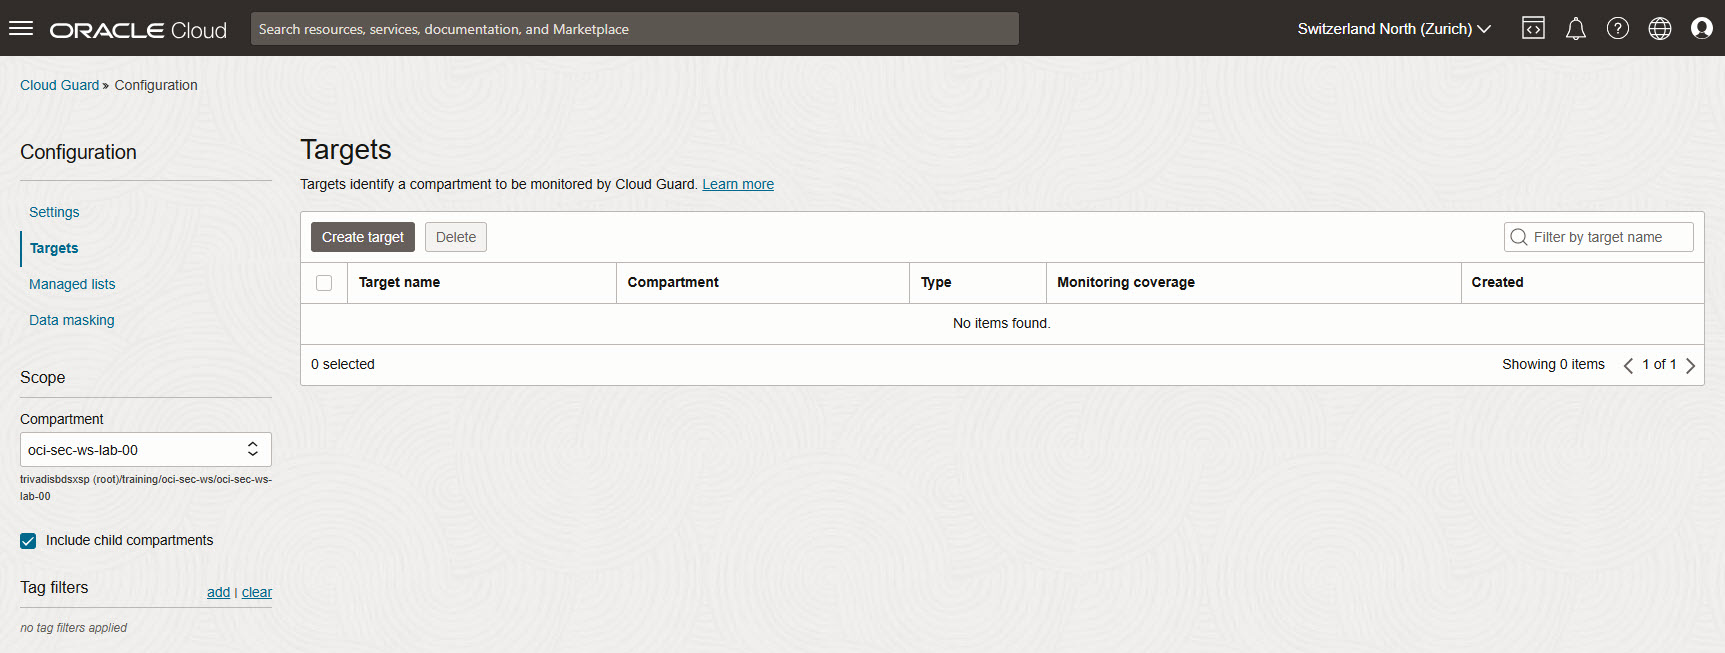 ORACLE Cloud
Search resources, services, documentation, and Marketplace
Switzerland North (Zurich)
Cloud Guard » Configuration
Configuration
Settings
Targets
Managed lists
Data masking
Scope
Compartment
oci-sec-ws-lab-00
trivadisbdsxsp (root)/training/oci-sec-ws/oci-sec-ws-
lab-00
Include child compartments
Tag filters add | clear
no tag filters applied
Targets
Targets identify a compartment to be monitored by Cloud Guard. Learn more
Create target Delete Filter by target name
Target name Compartment Type Monitoring coverage Created
No items found.
0 selected Showing 0 items 1 of 1